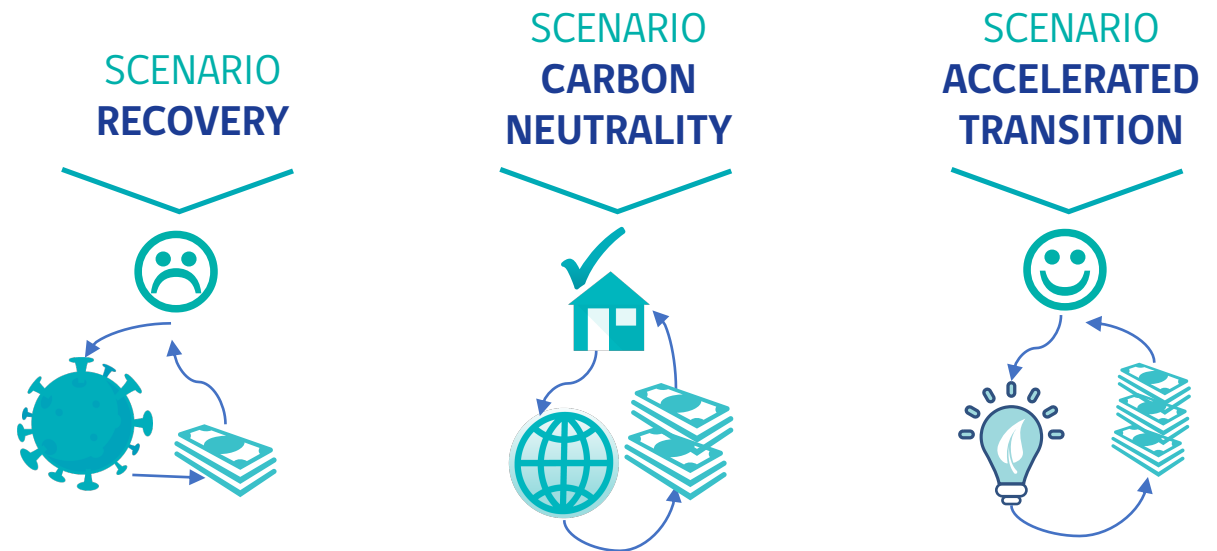 SCENARIO
RECOVERY
SCENARIO
CARBON
NEUTRALITY
SCENARIO
ACCELERATED
TRANSITION